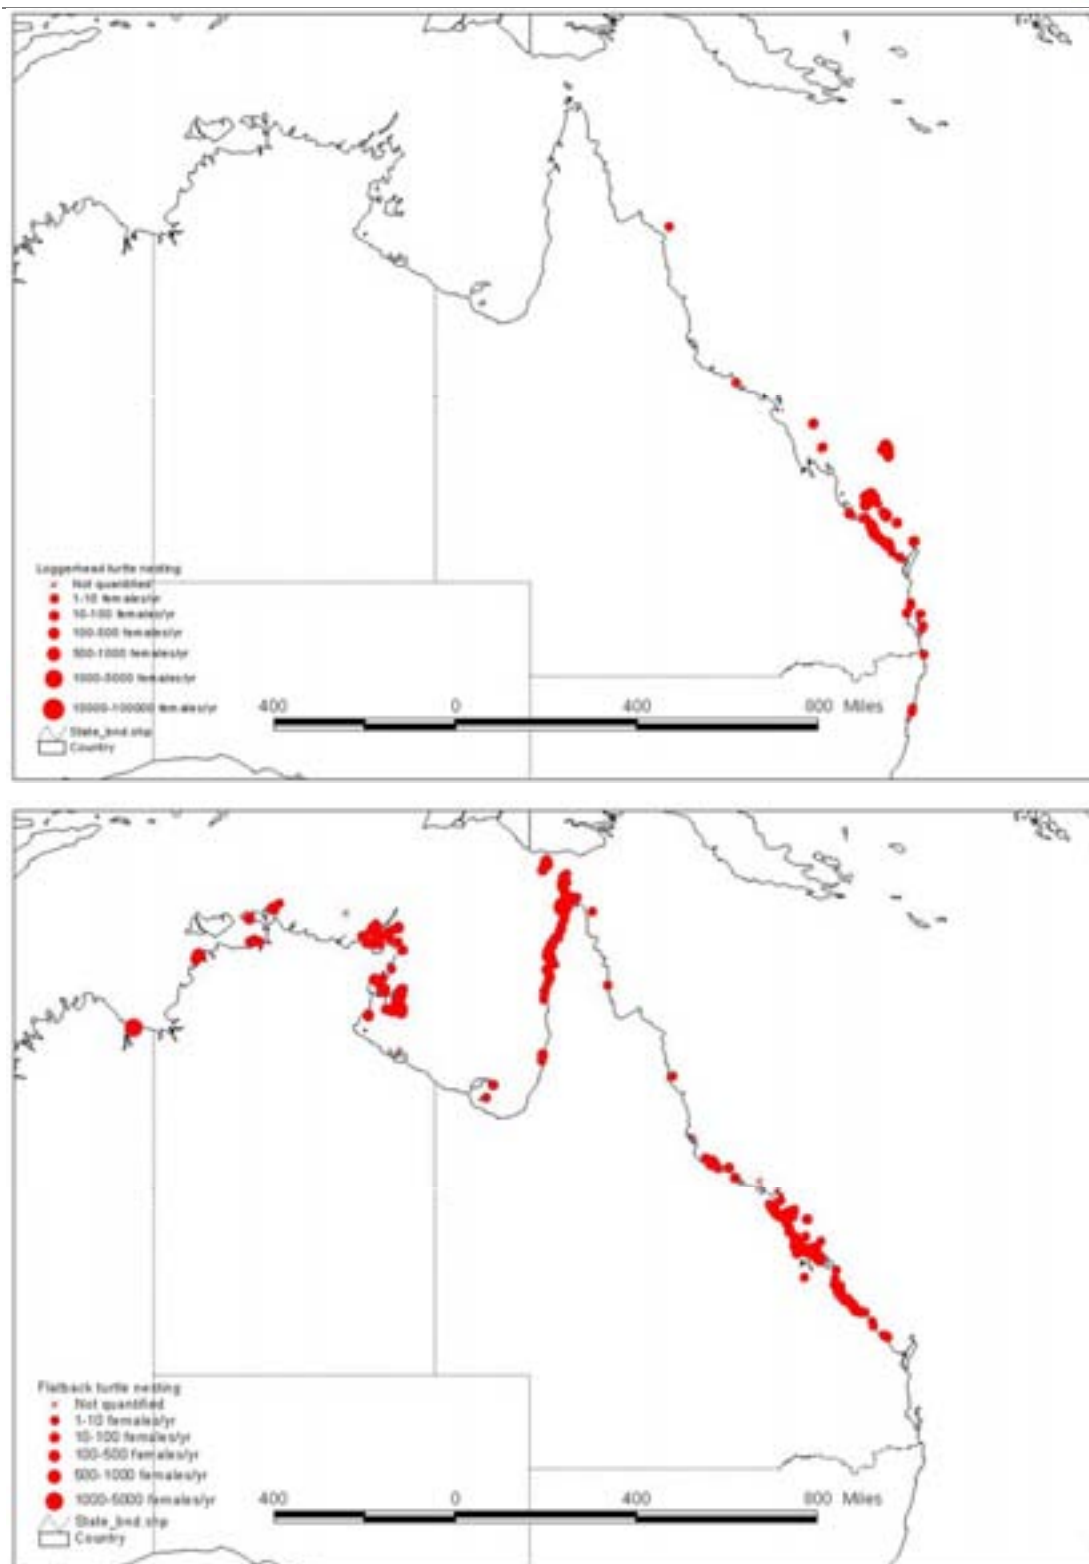 Loggerhead turtle nesting
Not quantified
1-10 females/yr
10-100 females/yr
100-500 females/yr
500-1000 females/yr
1000-5000 females/yr
10000-100000 females/yr
State_bnd.shp
Country
400 0 400 800 Miles
Flatback turtle nesting
Not quantified
1-10 females/yr
10-100 females/yr
100-500 females/yr
500-1000 females/yr
1000-5000 females/yr
State_bnd.shp
Country
400 0 400 800 Miles